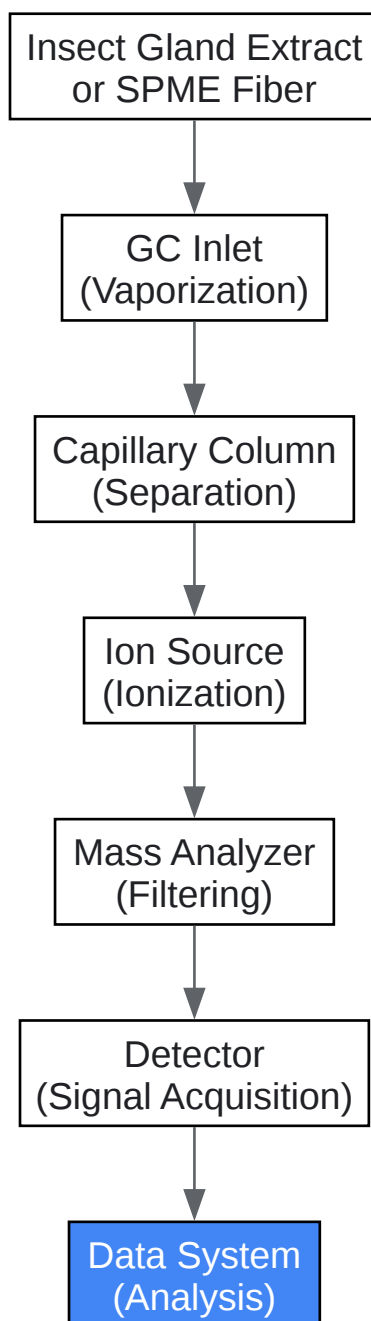 Insect Gland Extract
or SPME Fiber
GC Inlet
(Vaporization)
Capillary Column
(Separation)
Ion Source
(Ionization)
Mass Analyzer
(Filtering)
Detector
(Signal Acquisition)
Data System
(Analysis)